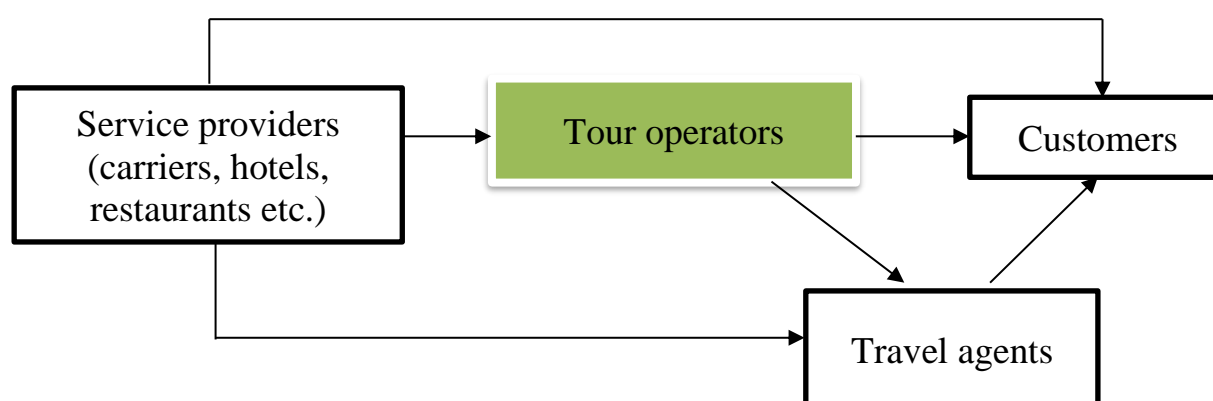 Service providers
(carriers, hotels,
restaurants etc.)
Tour operators
Customers
Travel agents